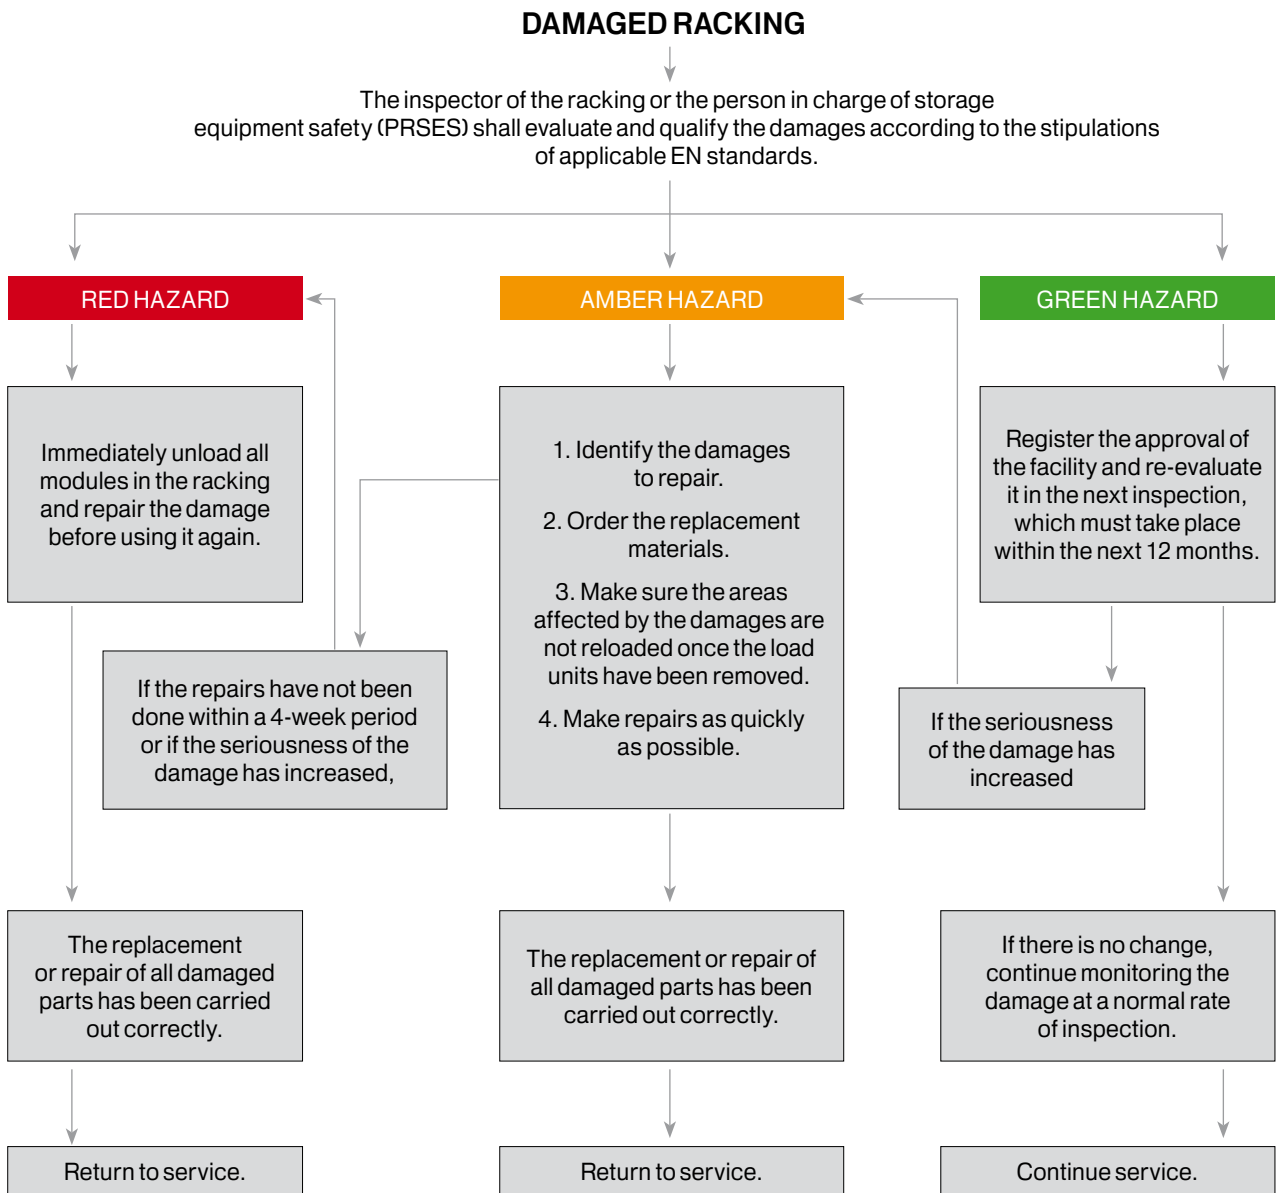 DAMAGED RACKING
The inspector of the racking or the person in charge of storage
equipment safety (PRSES) shall evaluate and qualify the damages according to the stipulations
of applicable EN standards.
RED HAZARD
AMBER HAZARD
GREEN HAZARD
Immediately unload all
modules in the racking
and repair the damage
before using it again.
1. Identify the damages
to repair.
2. Order the replacement
materials.
3. Make sure the areas
affected by the damages are
not reloaded once the load
units have been removed.
4. Make repairs as quickly
as possible.
Register the approval of
the facility and re-evaluate
it in the next inspection,
which must take place
within the next 12 months.
If the repairs have not been
done within a 4-week period
or if the seriousness of the
damage has increased,
If the seriousness
of the damage has
increased
The replacement
or repair of all damaged
parts has been carried
out correctly.
The replacement or repair of
all damaged parts has been
carried out correctly.
If there is no change,
continue monitoring the
damage at a normal rate
of inspection.
Return to service.
Return to service.
Continue service.